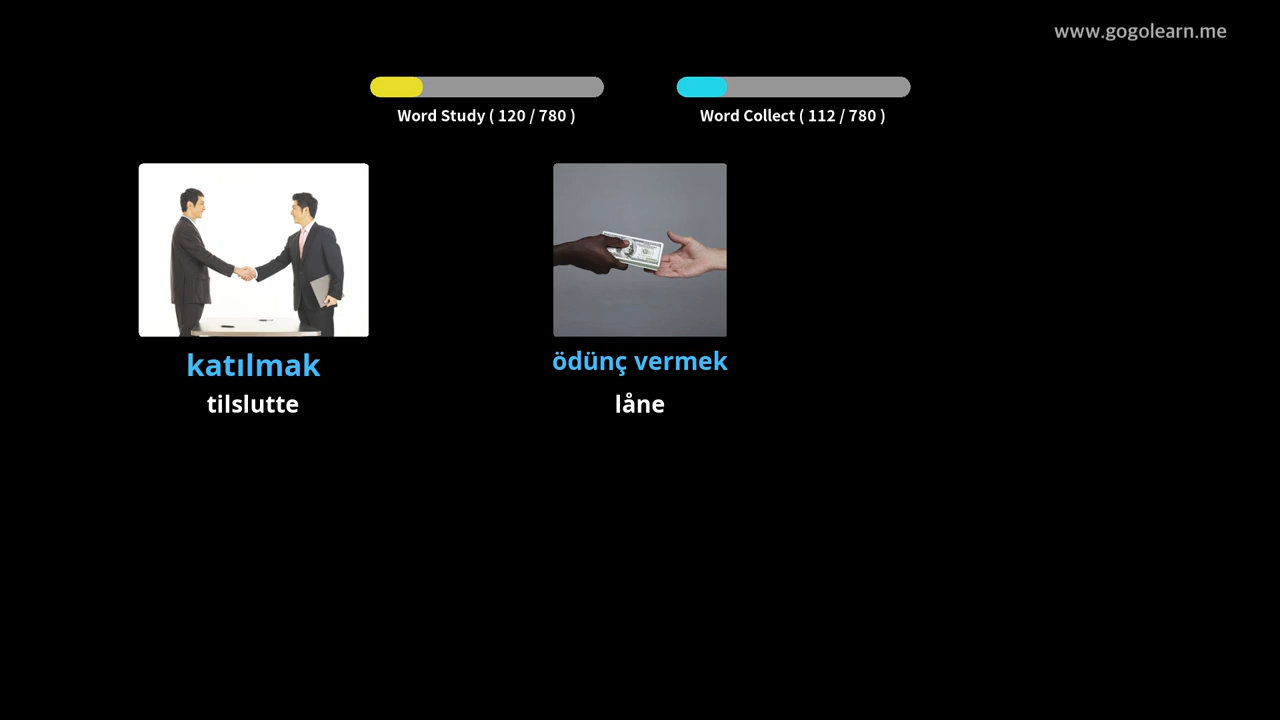 www.gogolearn.me
Word Study ( 120 / 780 )
Word Collect ( 112 / 780 )
katılmak
tilslutte
ödünç vermek
låne